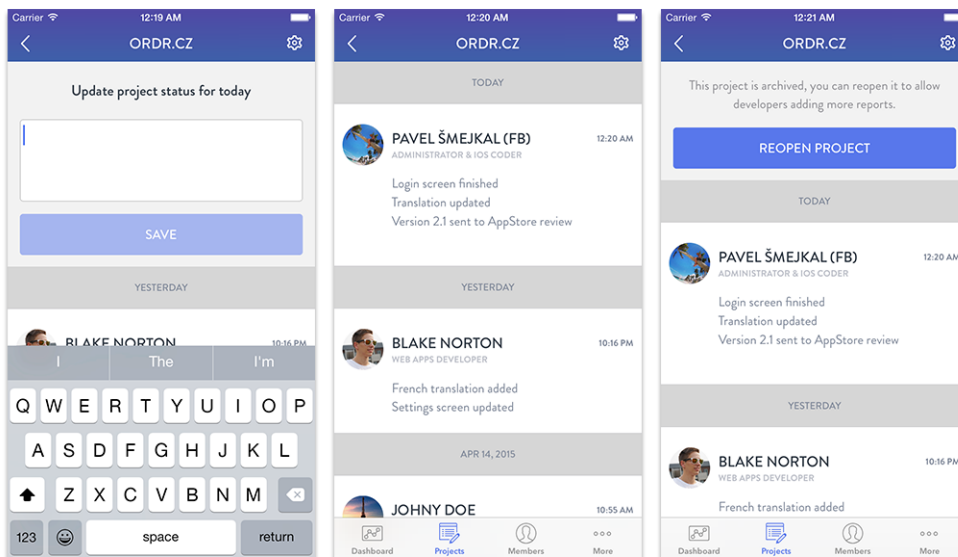 Carrier 12:19 AM
ORDR.CZ
Update project status for today
SAVE
YESTERDAY
BLAKE NORTON 10:16 PM
I The I'm
Q W E R T Y U I O P
A S D F G H J K L
Z X C V B N M
123 space return
Carrier 12:20 AM
ORDR.CZ
TODAY
PAVEL ŠMEJKAL (FB) 12:20 AM
ADMINISTRATOR & IOS CODER
Login screen finished
Translation updated
Version 2.1 sent to AppStore review
YESTERDAY
BLAKE NORTON 10:16 PM
WEB APPS DEVELOPER
French translation added
Settings screen updated
APR 14, 2015
JOHNY DOE 10:55 AM
Dashboard Projects Members More
Carrier 12:21 AM
ORDR.CZ
This project is archived, you can reopen it to allow
developers adding more reports.
REOPEN PROJECT
TODAY
PAVEL ŠMEJKAL (FB) 12:20 AM
ADMINISTRATOR & IOS CODER
Login screen finished
Translation updated
Version 2.1 sent to AppStore review
YESTERDAY
BLAKE NORTON 10:16 PM
WEB APPS DEVELOPER
French translation added
Dashboard Projects Members More